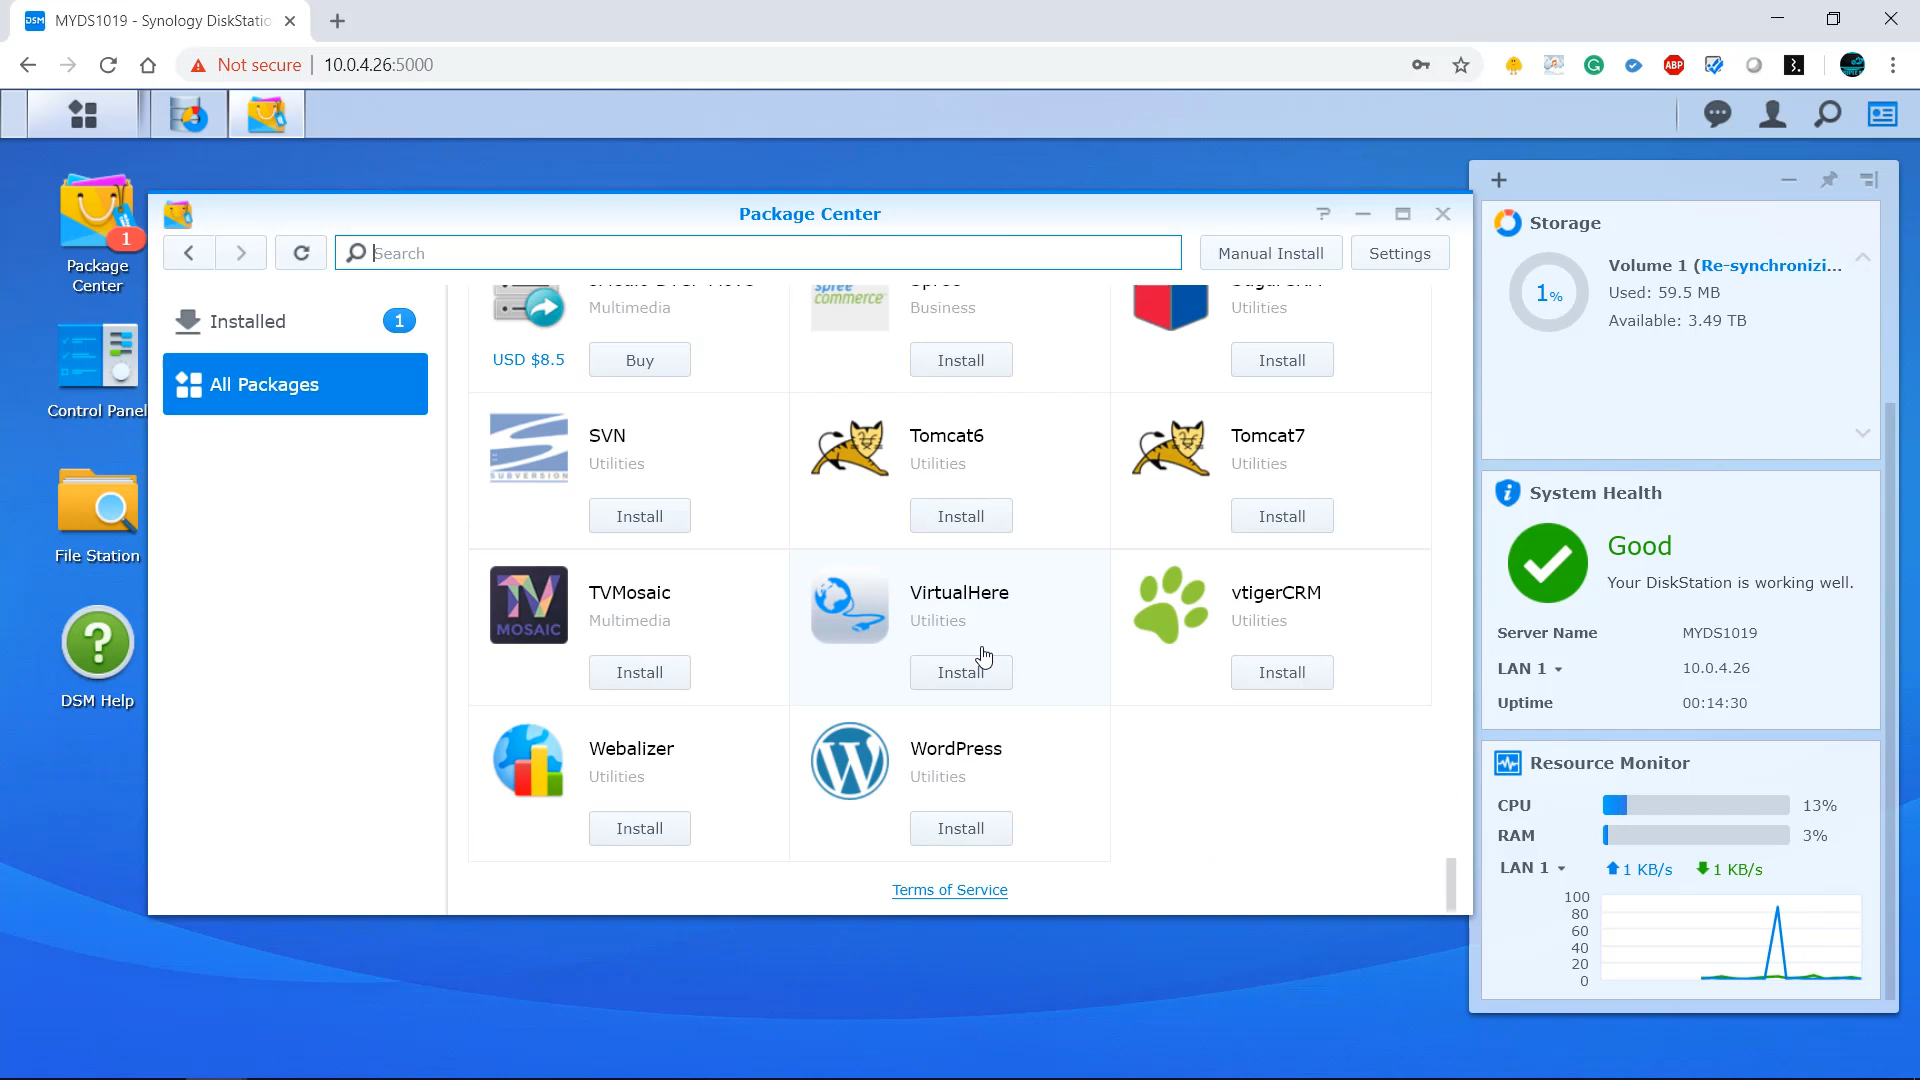 MYDS1019 - Synology DiskStatio
Not secure
10.0.4.26:5000
ABP
Package Center
1
Package
Center
Control Panel
File Station
DSM Help
Search
Manual Install
Settings
Installed
1
All Packages
Multimedia
USD $8.5
Buy
spree
commerce
Business
Install
Utilities
Install
SUBVERSION
SVN
Utilities
Install
Tomcat6
Utilities
Install
Tomcat7
Utilities
Install
TV
MOSAIC
TVMosaic
Multimedia
Install
VirtualHere
Utilities
Install
vtigerCRM
Utilities
Install
Webalizer
Utilities
Install
WordPress
Utilities
Install
Terms of Service
Storage
1%
Volume 1 (Re-synchronizi...
Used: 59.5 MB
Available: 3.49 TB
System Health
Good
Your DiskStation is working well.
Server Name MYDS1019
LAN 1 10.0.4.26
Uptime 00:14:30
Resource Monitor
CPU 13%
RAM 3%
LAN 1 1 KB/s 1 KB/s
100
80
60
40
20
0